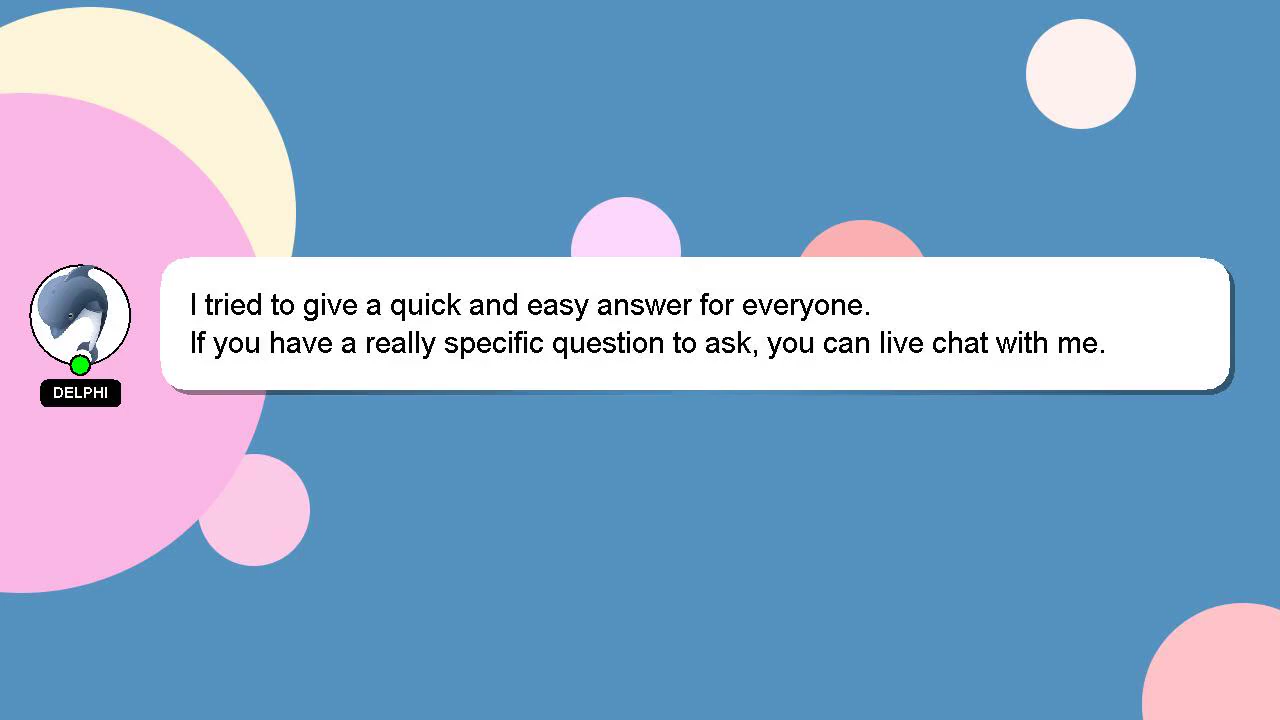 I tried to give a quick and easy answer for everyone.
If you have a really specific question to ask, you can live chat with me.
DELPHI